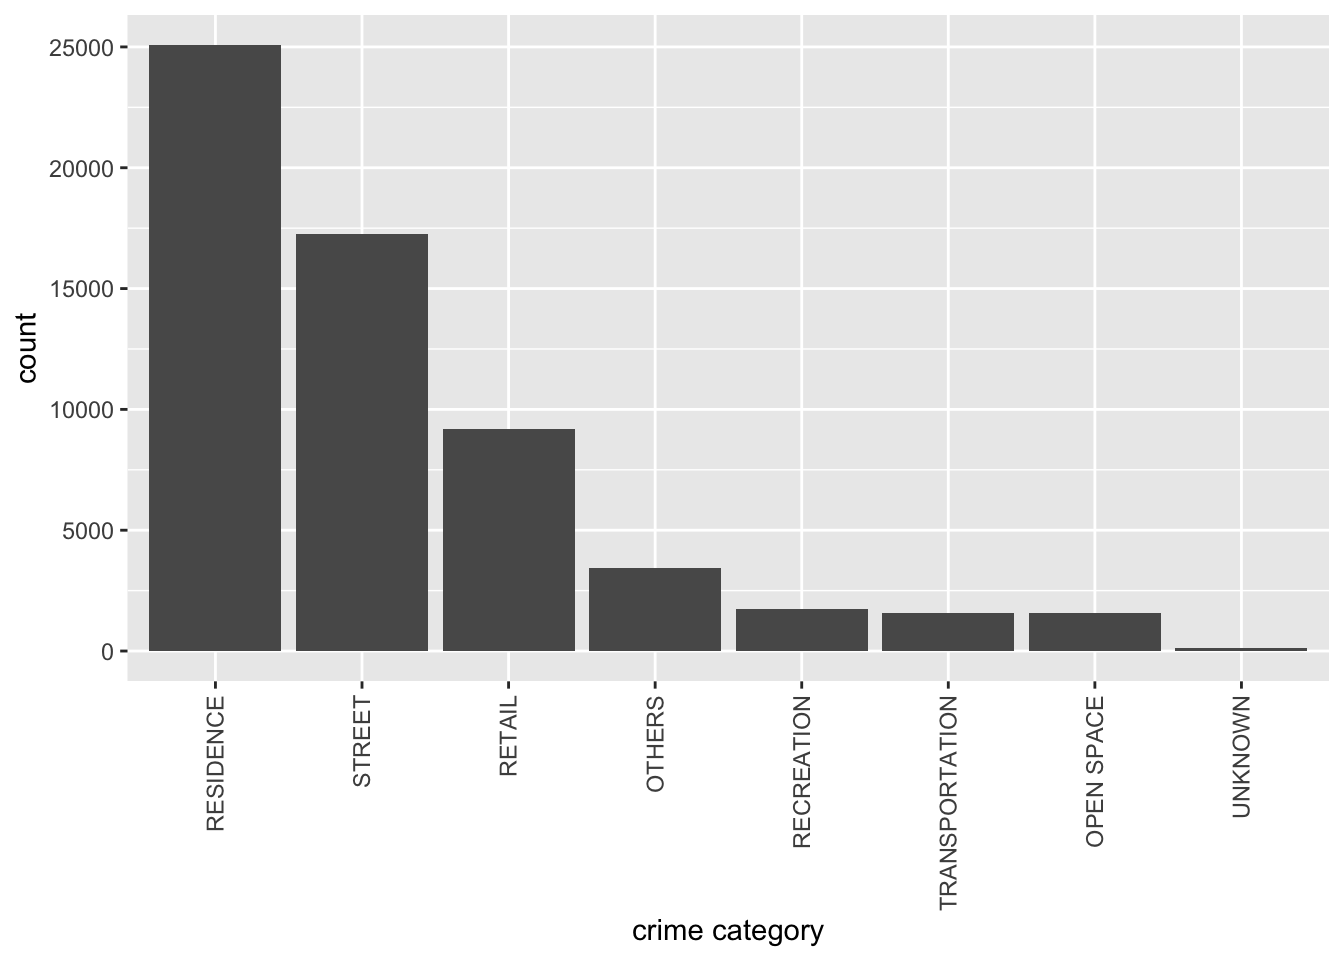 25000
20000
15000
10000
5000
0
count
RESIDENCE
STREET
RETAIL
OTHERS
RECREATION
TRANSPORTATION
OPEN SPACE
UNKNOWN
crime category